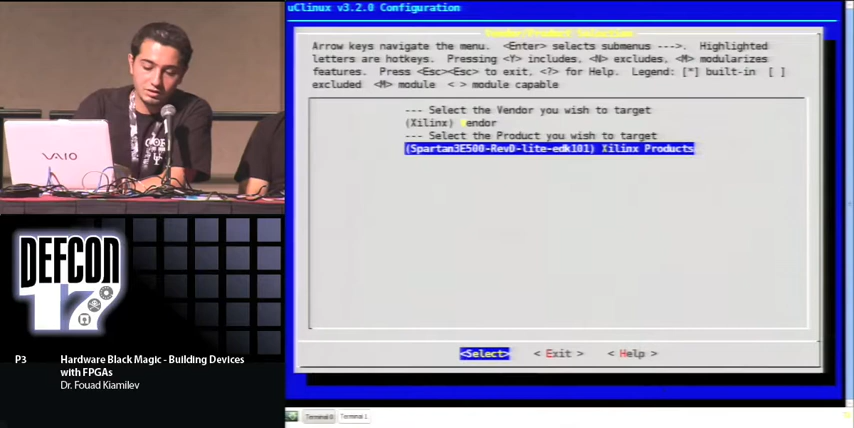 uClinux v3.2.0 Configuration
Vendor/Product Selection
Arrow keys navigate the menu. <Enter> selects submenus --->. Highlighted
letters are hotkeys. Pressing <Y> includes, <N> excludes, <M> modularizes
features. Press <Esc><Esc> to exit, <?> for Help. Legend: [*] built-in [ ]
excluded <M> module < > module capable
--- Select the Vendor you wish to target
(Xilinx) Vendor
--- Select the Product you wish to target
(Spartan3E500-RevD-lite-edk101) Xilinx Products
<Select> < Exit > < Help >
Terminal 0 Terminal 1
VAIO
DEFCON
17
P3 Hardware Black Magic - Building Devices
with FPGAs
Dr. Fouad Kiamilev